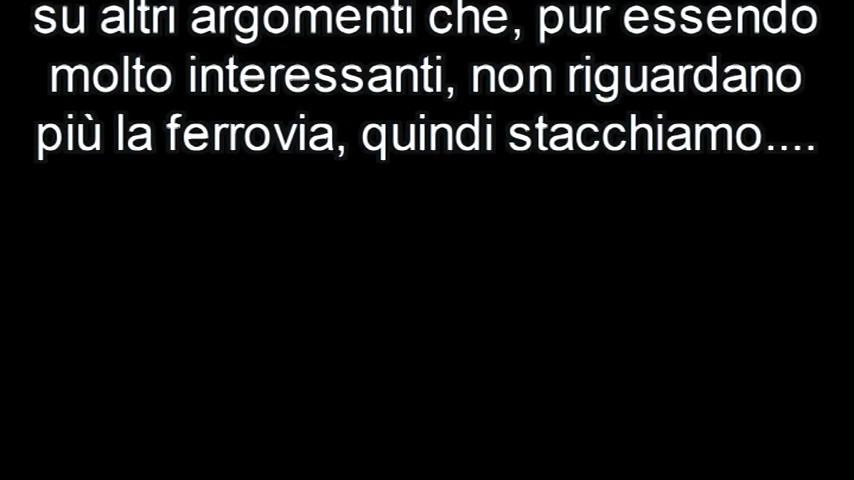 su altri argomenti che, pur essendo
molto interessanti, non riguardano
più la ferrovia, quindi stacchiamo....